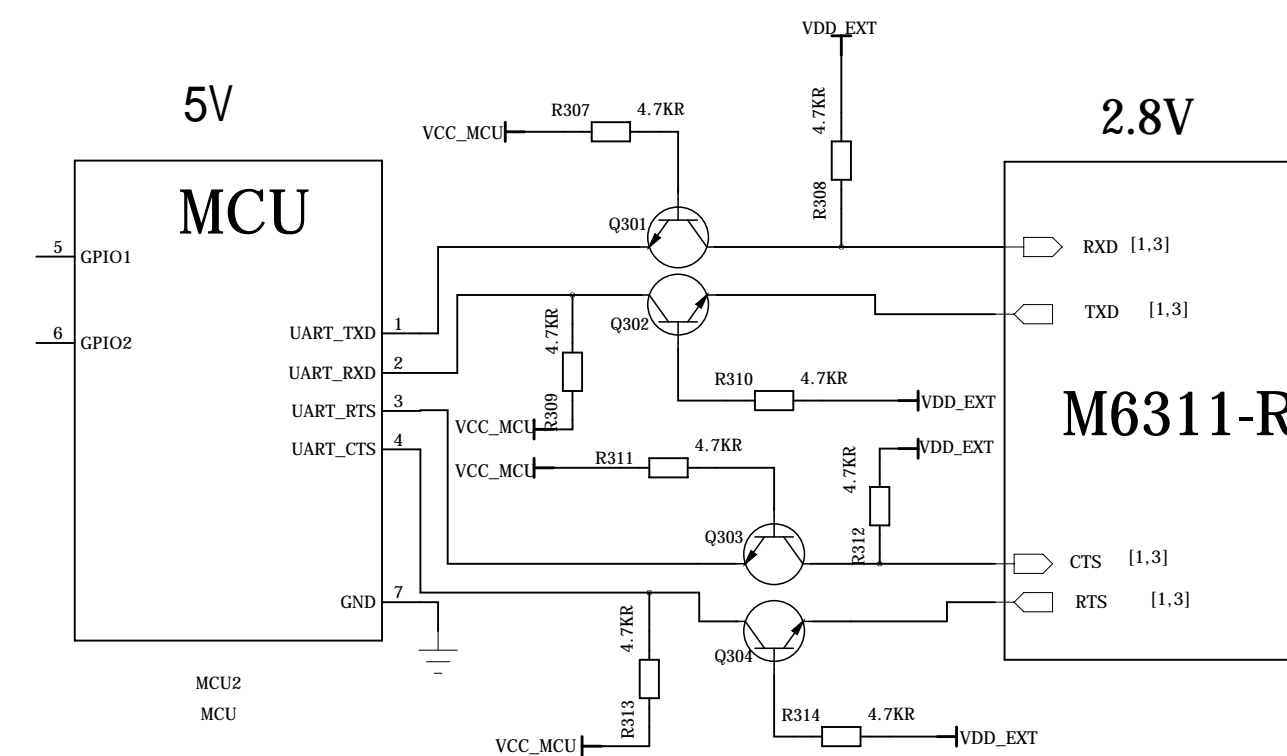 VDD_EXT
5V
R307 4.7KR
4.7KR
2.8V
VCC_MCU
MCU
R308
Q301
5 GPIO1
RXD [1,3]
Q302
TXD [1,3]
UART_TXD 1
6 GPIO2
4.7KR
UART_RXD 2
R310 4.7KR
VDD_EXT
UART_RTS 3
R309
VCC_MCU
M6311-R
UART_CTS 4
4.7KR
VDD_EXT
VCC_MCU
R311
4.7KR
Q303
R312
CTS [1,3]
GND 7
RTS [1,3]
4.7KR
Q304
MCU2
MCU
R313
R314 4.7KR
VCC_MCU
VDD_EXT